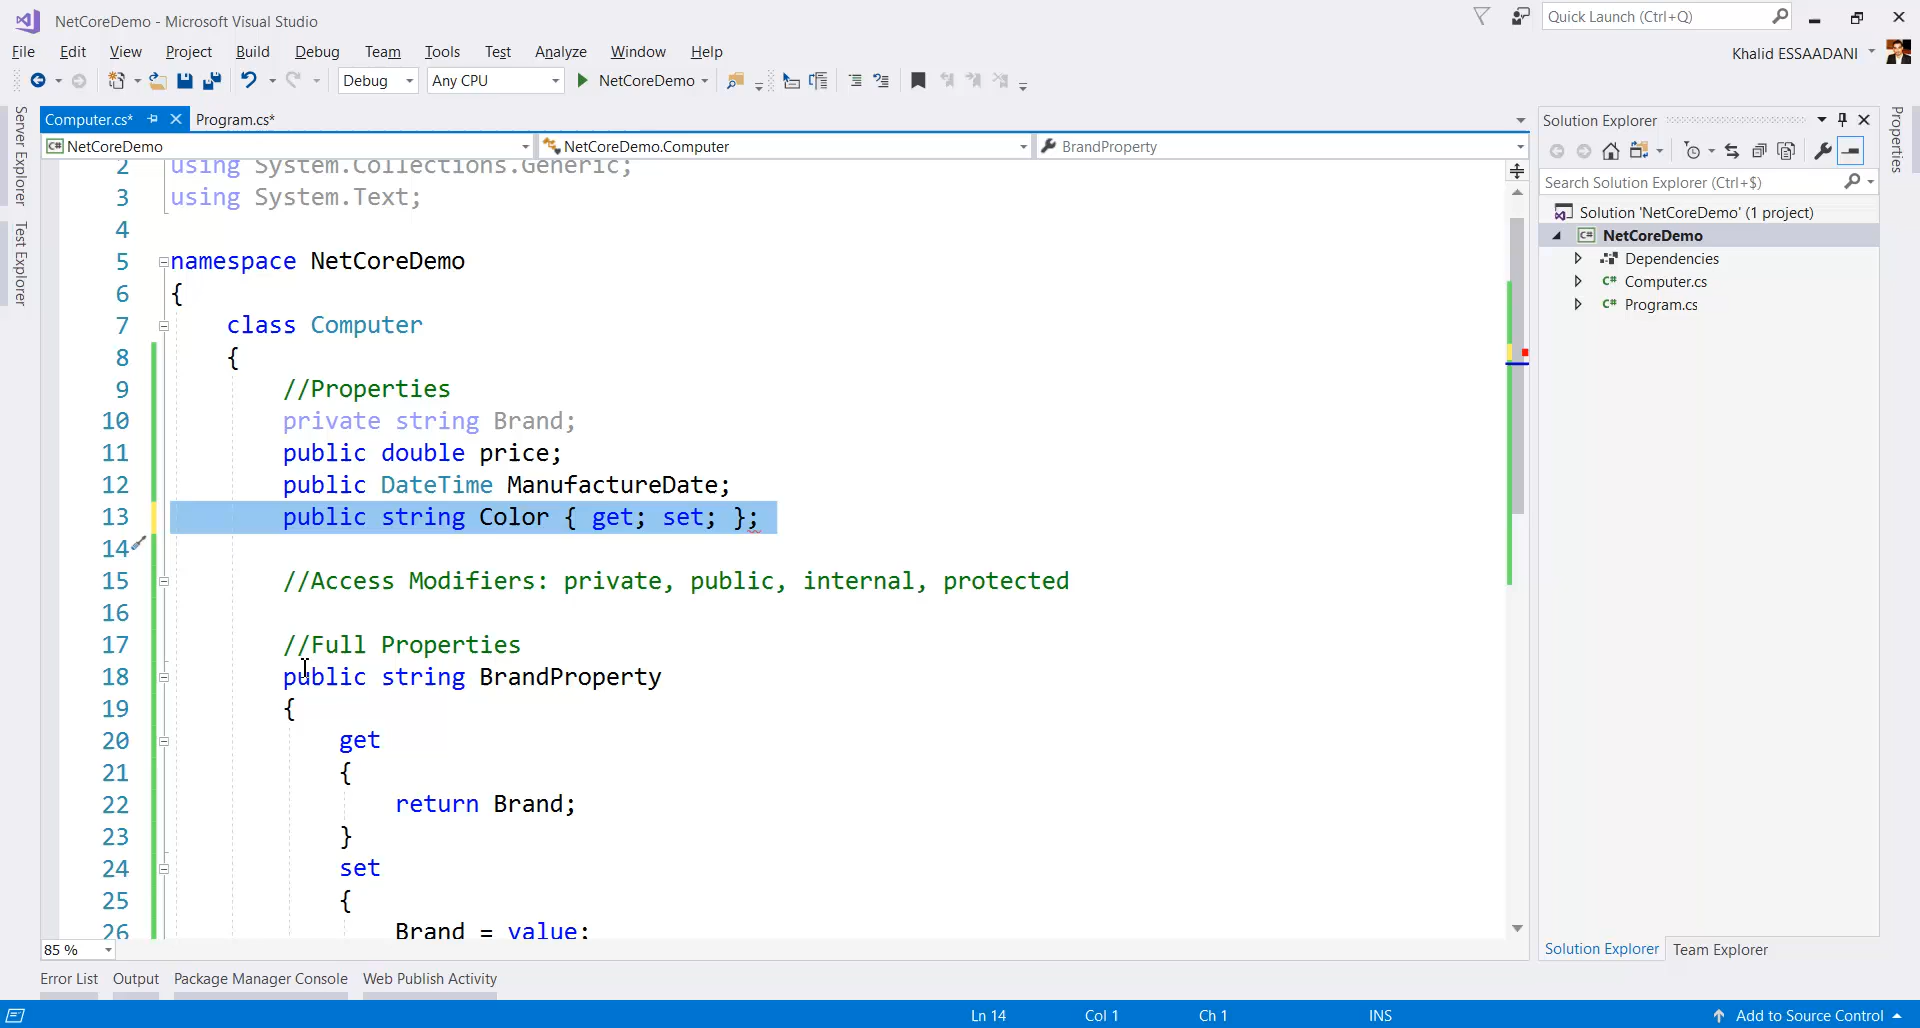 NetCoreDemo - Microsoft Visual Studio
Quick Launch (Ctrl+Q)
File Edit View Project Build Debug Team Tools Test Analyze Window Help
Khalid ESSAADANI
Debug Any CPU NetCoreDemo
Server Explorer
Test Explorer
Computer.cs* Program.cs*
NetCoreDemo NetCoreDemo.Computer BrandProperty
2 using System.Collections.Generic;
3 using System.Text;
4
5 namespace NetCoreDemo
6 {
7 class Computer
8 {
9 //Properties
10 private string Brand;
11 public double price;
12 public DateTime ManufactureDate;
13 public string Color { get; set; };
14
15 //Access Modifiers: private, public, internal, protected
16
17 //Full Properties
18 public string BrandProperty
19 {
20 get
21 {
22 return Brand;
23 }
24 set
25 {
26 Brand = value;
85 %
Solution Explorer
Search Solution Explorer (Ctrl+$)
Solution 'NetCoreDemo' (1 project)
C# NetCoreDemo
Dependencies
C# Computer.cs
C# Program.cs
Solution Explorer Team Explorer
Properties
Error List Output Package Manager Console Web Publish Activity
Ln 14 Col 1 Ch 1 INS Add to Source Control